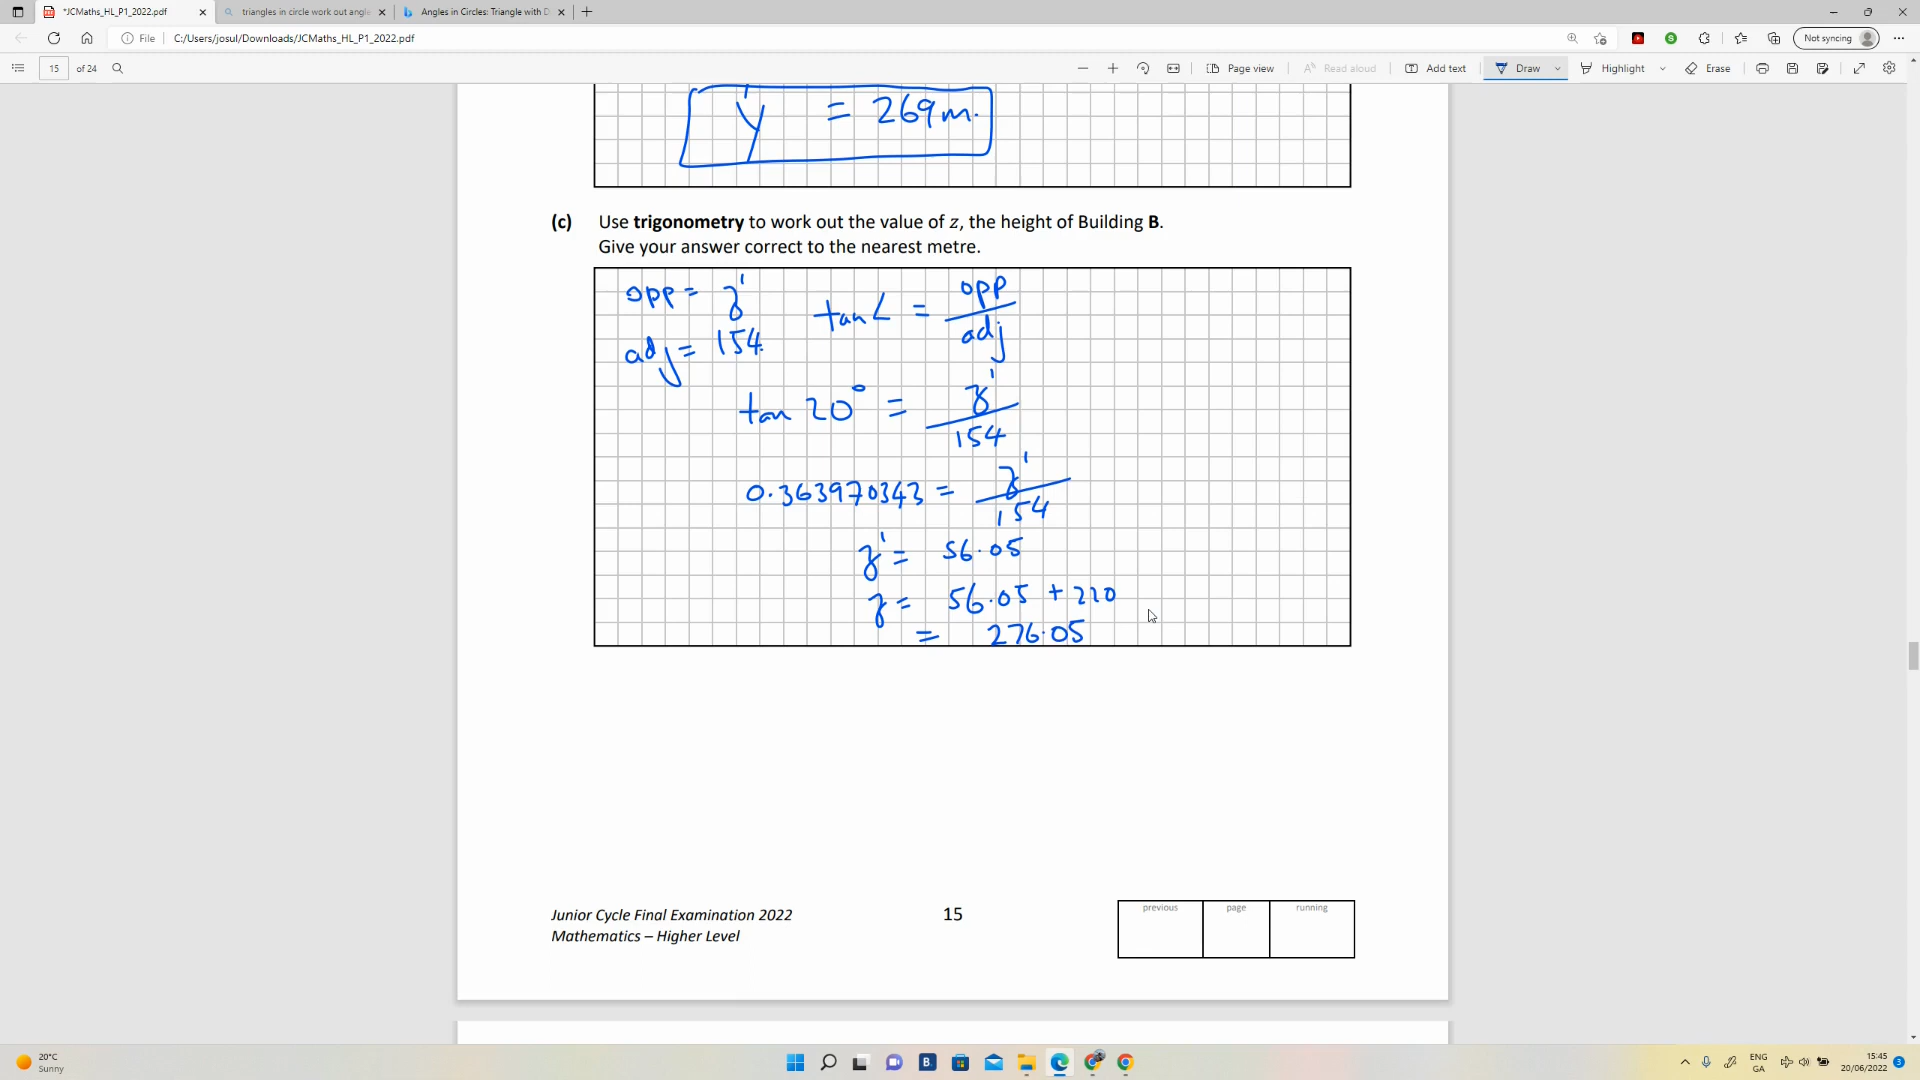 *JCMaths_HL_P1_2022.pdf
triangles in circle work out angle
Angles in Circles: Triangle with D
File
C:/Users/josul/Downloads/JCMaths_HL_P1_2022.pdf
Not syncing
15 of 24
Page view
Read aloud
Add text
Draw
Highlight
Erase
y' = 269m.
(c) Use trigonometry to work out the value of z, the height of Building B.
Give your answer correct to the nearest metre.
opp = z'
adj = 154
tan ∠ = opp/adj
tan 20° = z'/154
0.363970343 = z'/154
z' = 56.05
z = 56.05 + 220
= 276.05
Junior Cycle Final Examination 2022
Mathematics – Higher Level
15
previous page running
20°C
Sunny
ENG
GA
15:45
20/06/2022
3